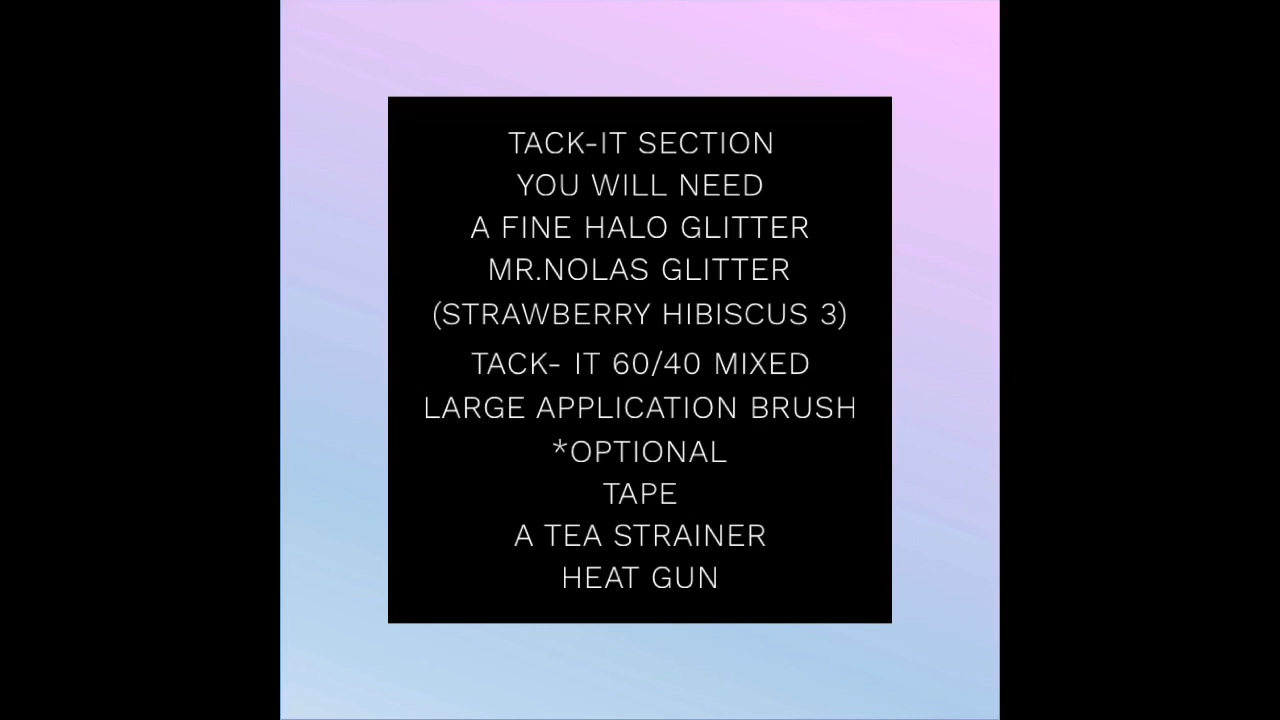 TACK-IT SECTION
YOU WILL NEED
A FINE HALO GLITTER
MR.NOLAS GLITTER
(STRAWBERRY HIBISCUS 3)
TACK- IT 60/40 MIXED
LARGE APPLICATION BRUSH
*OPTIONAL
TAPE
A TEA STRAINER
HEAT GUN